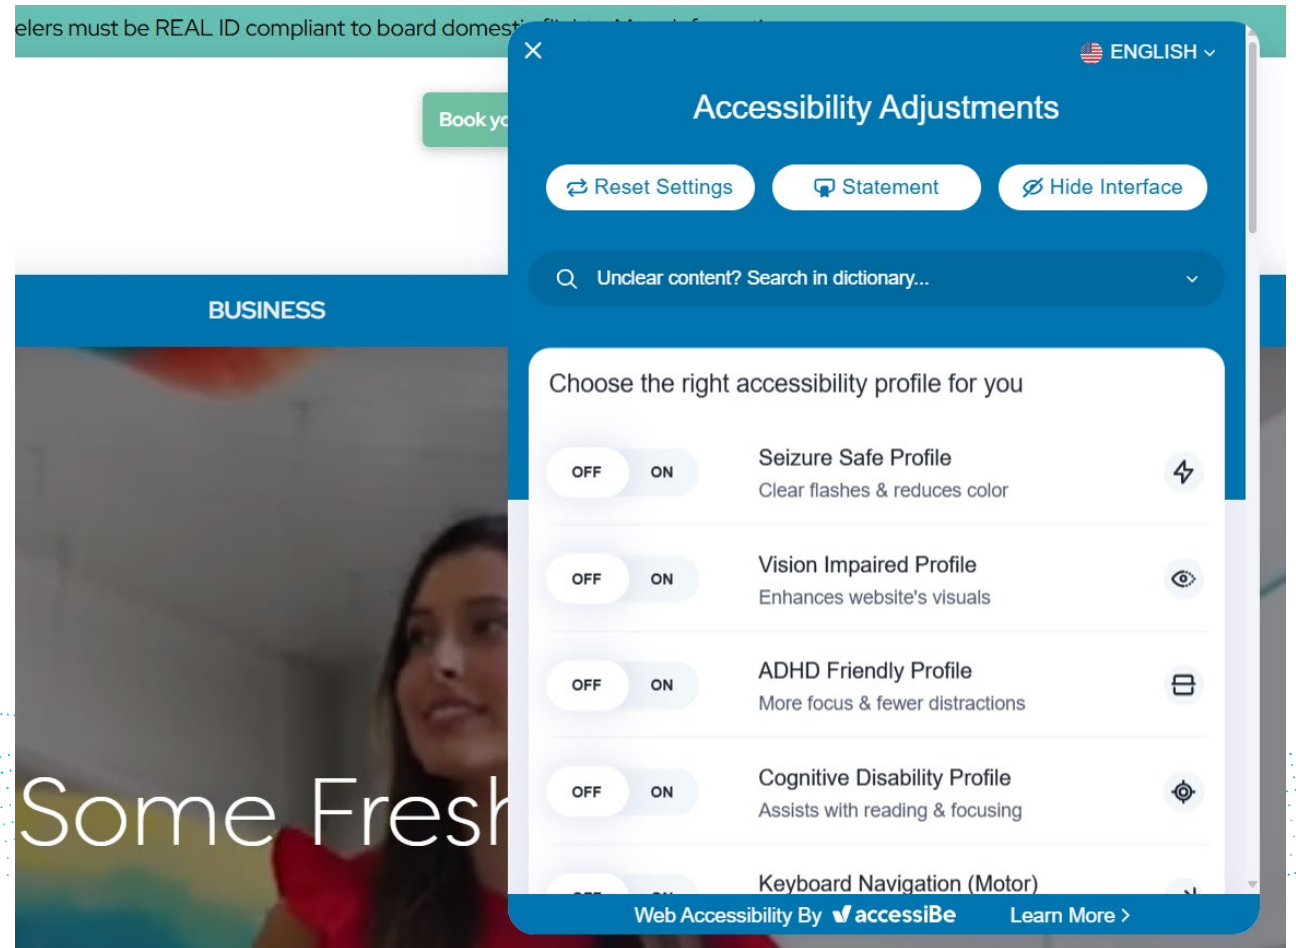 elers must be REAL ID compliant to board domest
ENGLISH
Accessibility Adjustments
Book yo
Reset Settings
Statement
Hide Interface
Unclear content? Search in dictionary...
BUSINESS
Choose the right accessibility profile for you
OFF ON
Seizure Safe Profile
Clear flashes & reduces color
OFF ON
Vision Impaired Profile
Enhances website's visuals
OFF ON
ADHD Friendly Profile
More focus & fewer distractions
OFF ON
Cognitive Disability Profile
Assists with reading & focusing
Some Fresh
Keyboard Navigation (Motor)
Web Accessibility By accessiBe
Learn More >